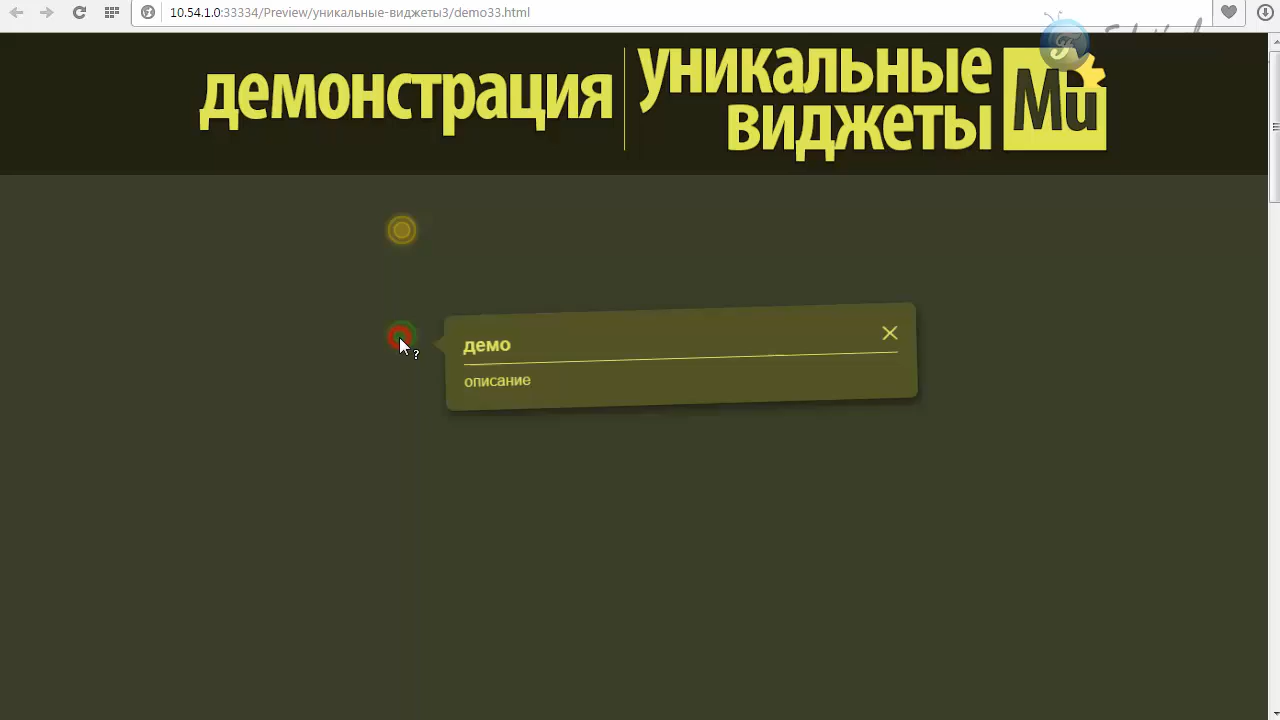 10.54.1.0:33334/Preview/уникальные-виджеты3/demo33.html
демонстрация
уникальные
виджеты
Mu
демо
описание
?